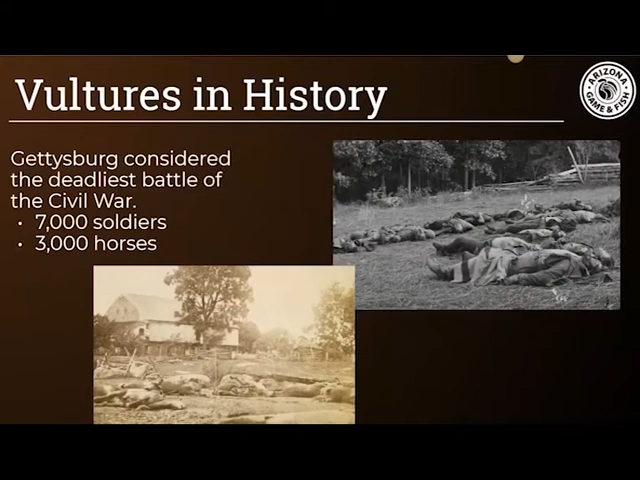 Vultures in History
ARIZONA
GAME & FISH
Gettysburg considered
the deadliest battle of
the Civil War.
• 7,000 soldiers
• 3,000 horses